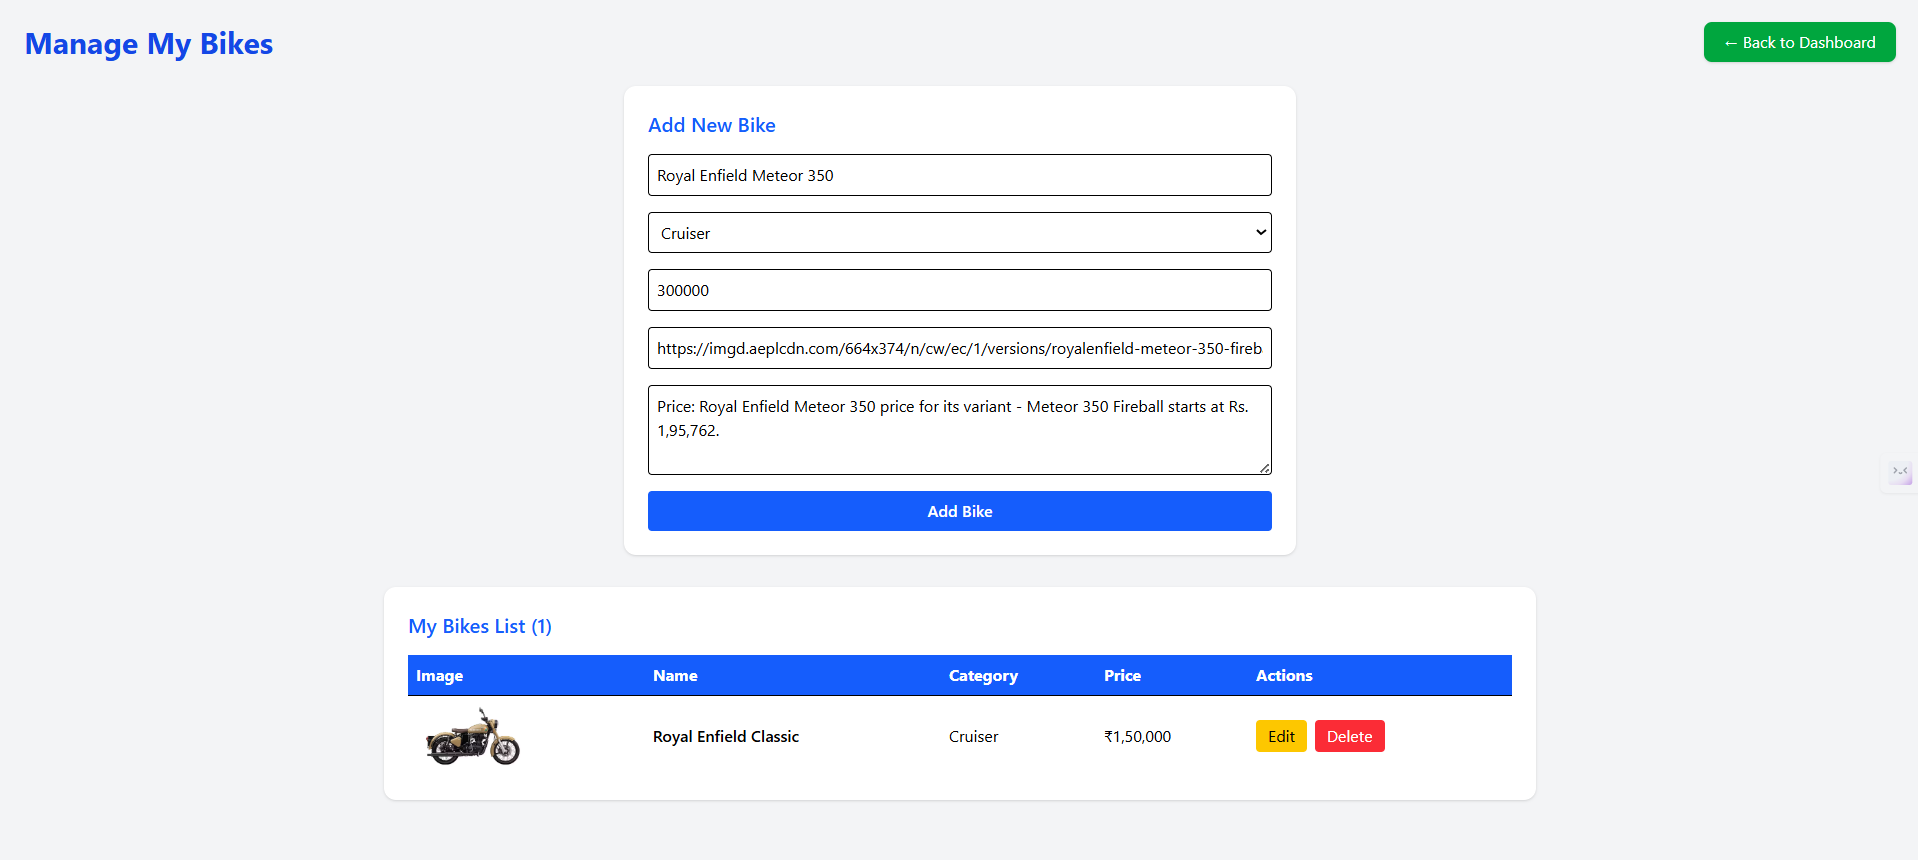 Manage My Bikes
← Back to Dashboard
Add New Bike
Royal Enfield Meteor 350
Cruiser
300000
https://imgd.aeplcdn.com/664x374/n/cw/ec/1/versions/royalenfield-meteor-350-fireb
Price: Royal Enfield Meteor 350 price for its variant - Meteor 350 Fireball starts at Rs.
1,95,762.
Add Bike
My Bikes List (1)
Image Name Category Price Actions
Royal Enfield Classic Cruiser ₹1,50,000 Edit Delete